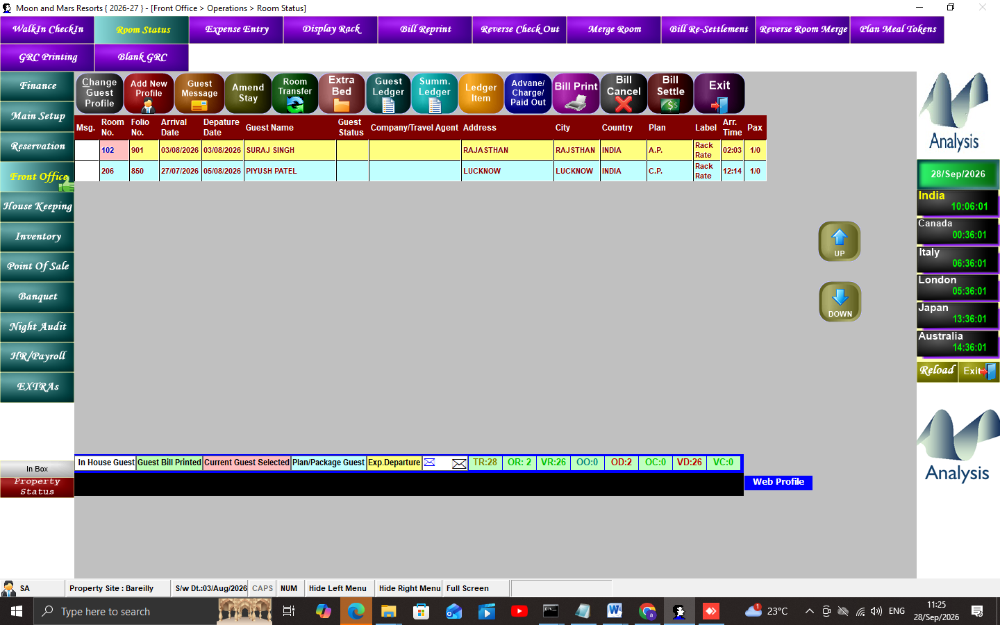 Moon and Mars Resorts { 2026-27 } - [Front Office > Operations > Room Status]
WalkIn CheckIn Room Status Expense Entry Display Rack Bill Reprint Reverse Check Out Merge Room Bill Re-Settlement Reverse Room Merge Plan Meal Tokens
GRC Printing Blank GRC
Finance
Main Setup
Reservation
Front Office
House Keeping
Inventory
Point Of Sale
Banquet
Night Audit
HR/Payroll
EXTRAs
In Box
Property
Status
Change
Guest
Profile
Add New
Profile
Guest
Message
Amend
Stay
Room
Transfer
Extra
Bed
Guest
Ledger
Summ.
Ledger
Ledger
Item
Advane/
Charge/
Paid Out
Bill Print
Bill
Cancel
Bill
Settle
Exit
Msg. Room No. Folio No. Arrival Date Depature Date Guest Name Guest Status Company/Travel Agent Address City Country Plan Label Arr. Time Pax
102 901 03/08/2026 03/08/2026 SURAJ SINGH RAJASTHAN RAJSTHAN INDIA A.P. Rack Rate 02:03 1/0
206 850 27/07/2026 05/08/2026 PIYUSH PATEL LUCKNOW LUCKNOW INDIA C.P. Rack Rate 12:14 1/0
UP
DOWN
In House Guest Guest Bill Printed Current Guest Selected Plan/Package Guest Exp.Departure TR:28 OR: 2 VR:26 OO:0 OD:2 OC:0 VD:26 VC:0
Web Profile
Analysis
28/Sep/2026
India
10:06:01
Canada
00:36:01
Italy
06:36:01
London
05:36:01
Japan
13:36:01
Australia
14:36:01
Reload Exit
Analysis
SA Property Site : Bareilly S/w Dt.:03/Aug/2026 CAPS NUM Hide Left Menu Hide Right Menu Full Screen
Type here to search
1
23°C
ENG
11:25
28/Sep/2026